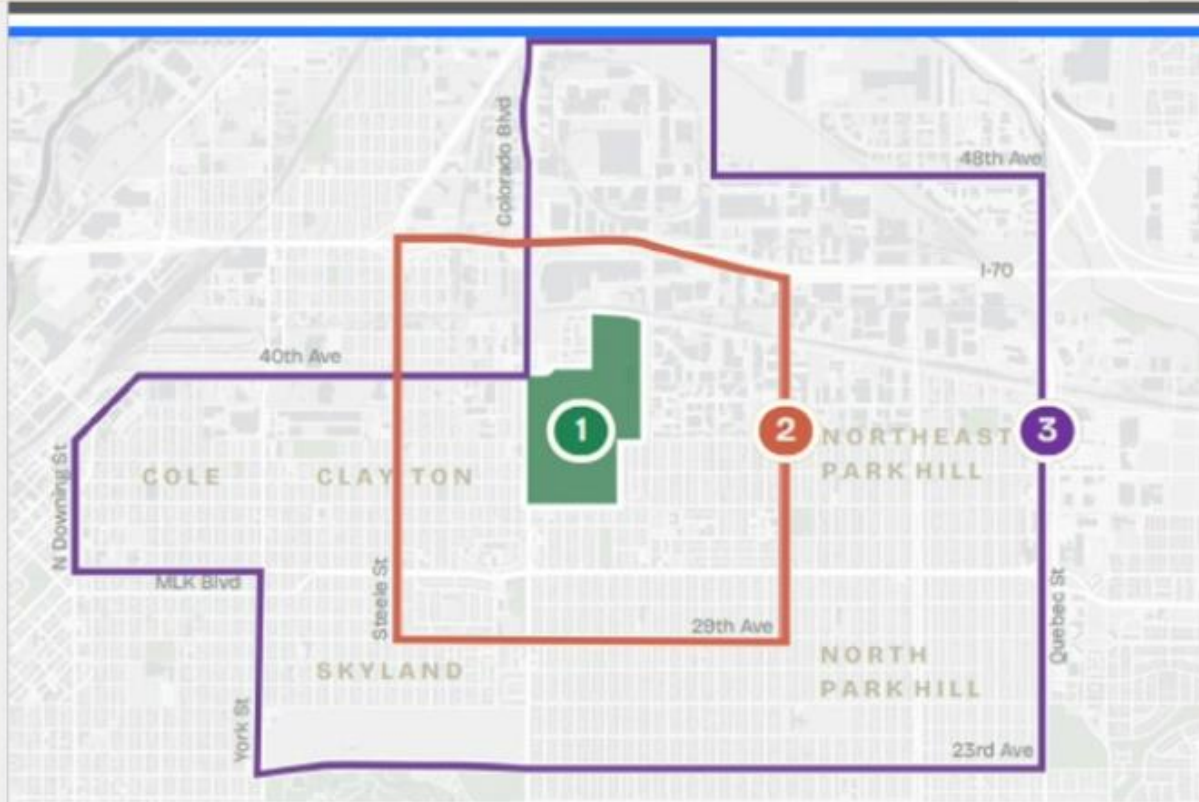 Colorado Blvd
48th Ave
I-70
40th Ave
1
2
3
NORTHEAST
PARK HILL
COLE
CLAYTON
N Downing St
MLK Blvd
Steele St
29th Ave
Quebec St
SKYLAND
NORTH
PARK HILL
York St
23rd Ave